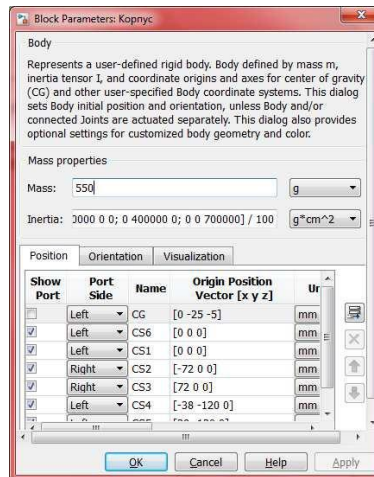 Block Parameters: Корпус
Body
Represents a user-defined rigid body. Body defined by mass m,
inertia tensor I, and coordinate origins and axes for center of gravity
(CG) and other user-specified Body coordinate systems. This dialog
sets Body initial position and orientation, unless Body and/or
connected Joints are actuated separately. This dialog also provides
optional settings for customized body geometry and color.
Mass properties
Mass: 550 g
Inertia: 0000 0 0; 0 400000 0; 0 0 700000] / 100 g*cm^2
Position Orientation Visualization
Show Port Port Side Name Origin Position Vector [x y z] Ur
Left CG [0 -25 -5] mm
Left CS6 [0 0 0] mm
Left CS1 [0 0 0] mm
Right CS2 [-72 0 0] mm
Right CS3 [72 0 0] mm
Left CS4 [-38 -120 0] mm
OK Cancel Help Apply